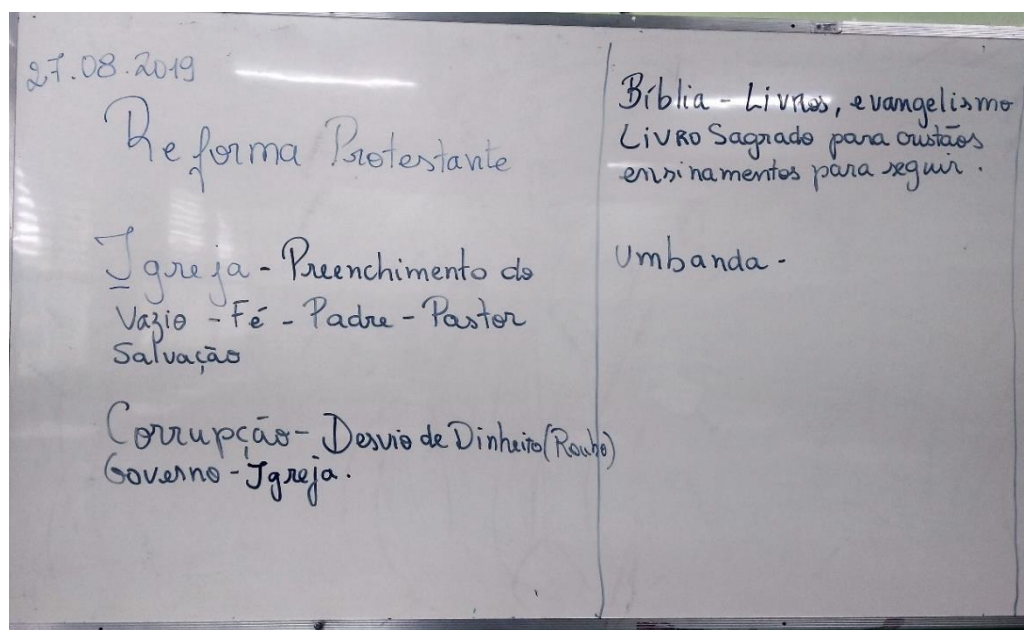 27.08.2019
Reforma Protestante
Igreja - Preenchimento do
Vazio - Fé - Padre - Pastor
Salvação
Corrupção - Desvio de Dinheiro (Roubo)
Governo - Igreja.
Bíblia - Livros, evangelismo
Livro Sagrado para cristãos
ensinamentos para seguir.
Umbanda -